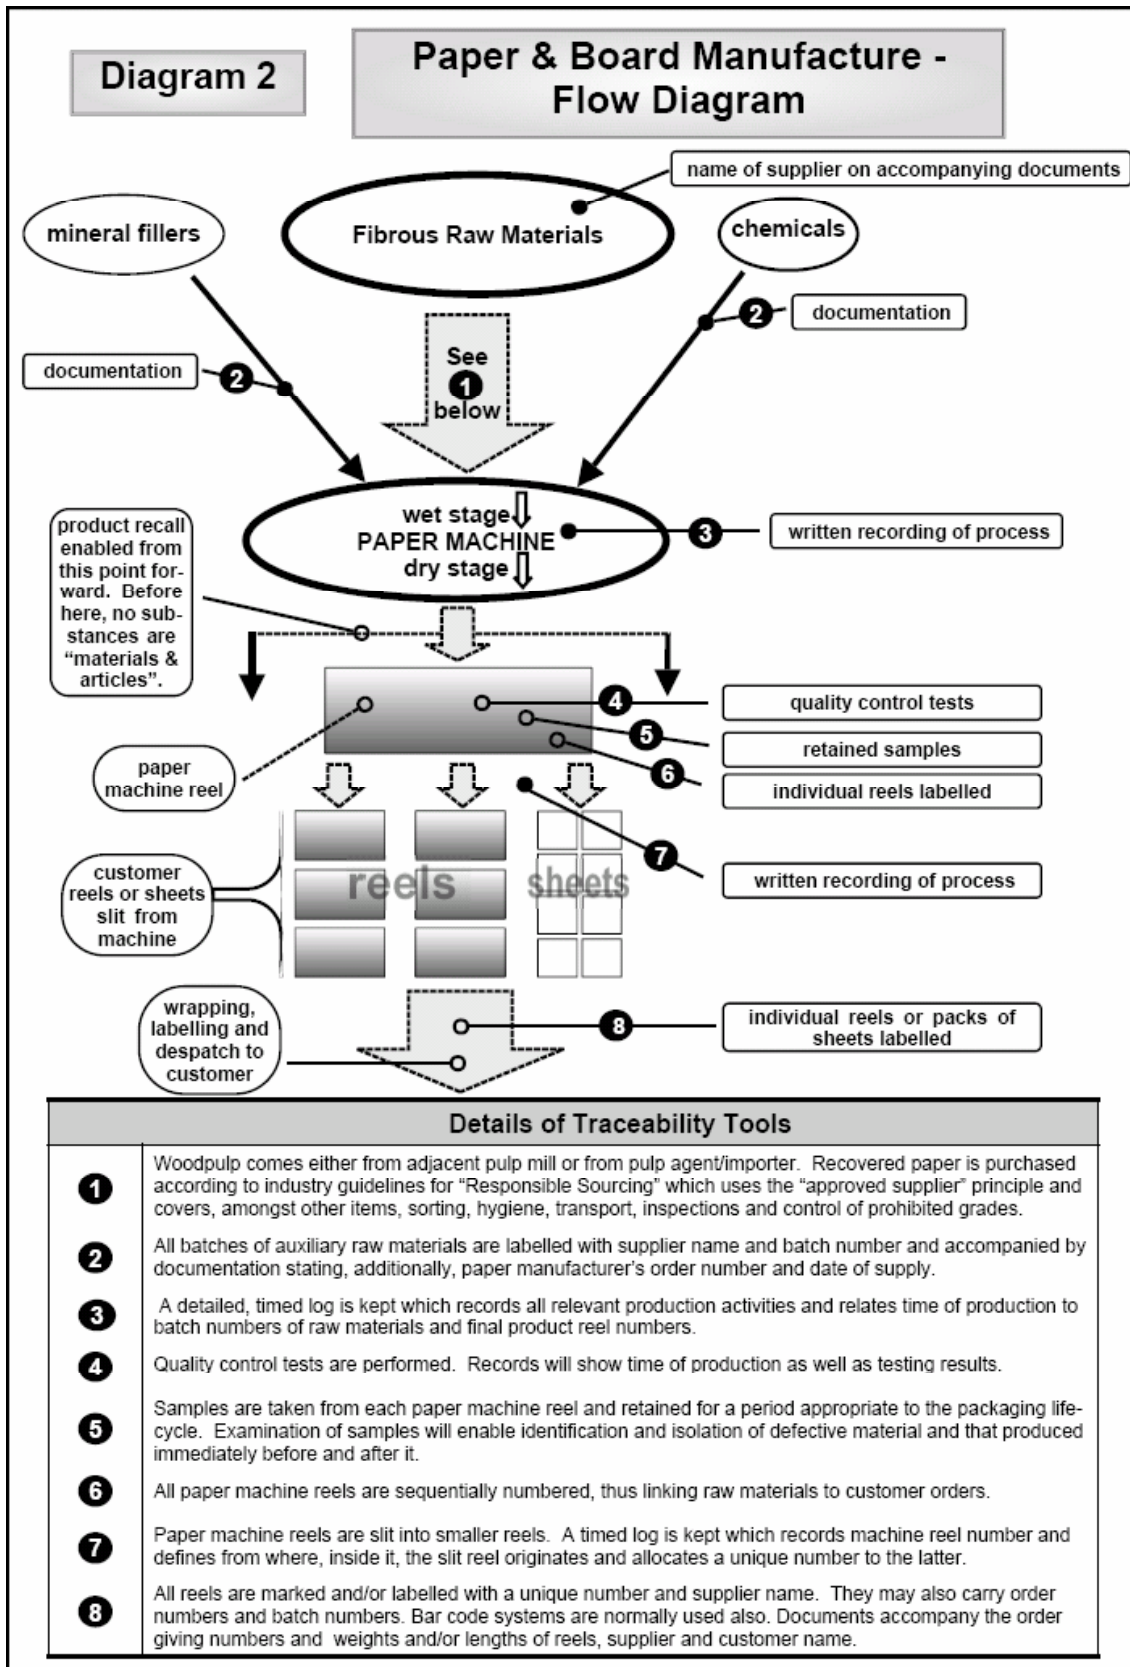 Diagram 2
Paper & Board Manufacture -
Flow Diagram
name of supplier on accompanying documents
mineral fillers
Fibrous Raw Materials
chemicals
2
documentation
documentation
2
See
1
below
product recall
enabled from
this point for-
ward. Before
here, no sub-
stances are
“materials &
articles”.
wet stage
PAPER MACHINE
dry stage
3
written recording of process
4
quality control tests
5
retained samples
6
individual reels labelled
paper
machine reel
7
written recording of process
customer
reels or sheets
slit from
machine
reels
sheets
wrapping,
labelling and
despatch to
customer
8
individual reels or packs of
sheets labelled
Details of Traceability Tools
1
Woodpulp comes either from adjacent pulp mill or from pulp agent/importer. Recovered paper is purchased
according to industry guidelines for “Responsible Sourcing” which uses the “approved supplier” principle and
covers, amongst other items, sorting, hygiene, transport, inspections and control of prohibited grades.
2
All batches of auxiliary raw materials are labelled with supplier name and batch number and accompanied by
documentation stating, additionally, paper manufacturer’s order number and date of supply.
3
A detailed, timed log is kept which records all relevant production activities and relates time of production to
batch numbers of raw materials and final product reel numbers.
4
Quality control tests are performed. Records will show time of production as well as testing results.
5
Samples are taken from each paper machine reel and retained for a period appropriate to the packaging life-
cycle. Examination of samples will enable identification and isolation of defective material and that produced
immediately before and after it.
6
All paper machine reels are sequentially numbered, thus linking raw materials to customer orders.
7
Paper machine reels are slit into smaller reels. A timed log is kept which records machine reel number and
defines from where, inside it, the slit reel originates and allocates a unique number to the latter.
8
All reels are marked and/or labelled with a unique number and supplier name. They may also carry order
numbers and batch numbers. Bar code systems are normally used also. Documents accompany the order
giving numbers and weights and/or lengths of reels, supplier and customer name.